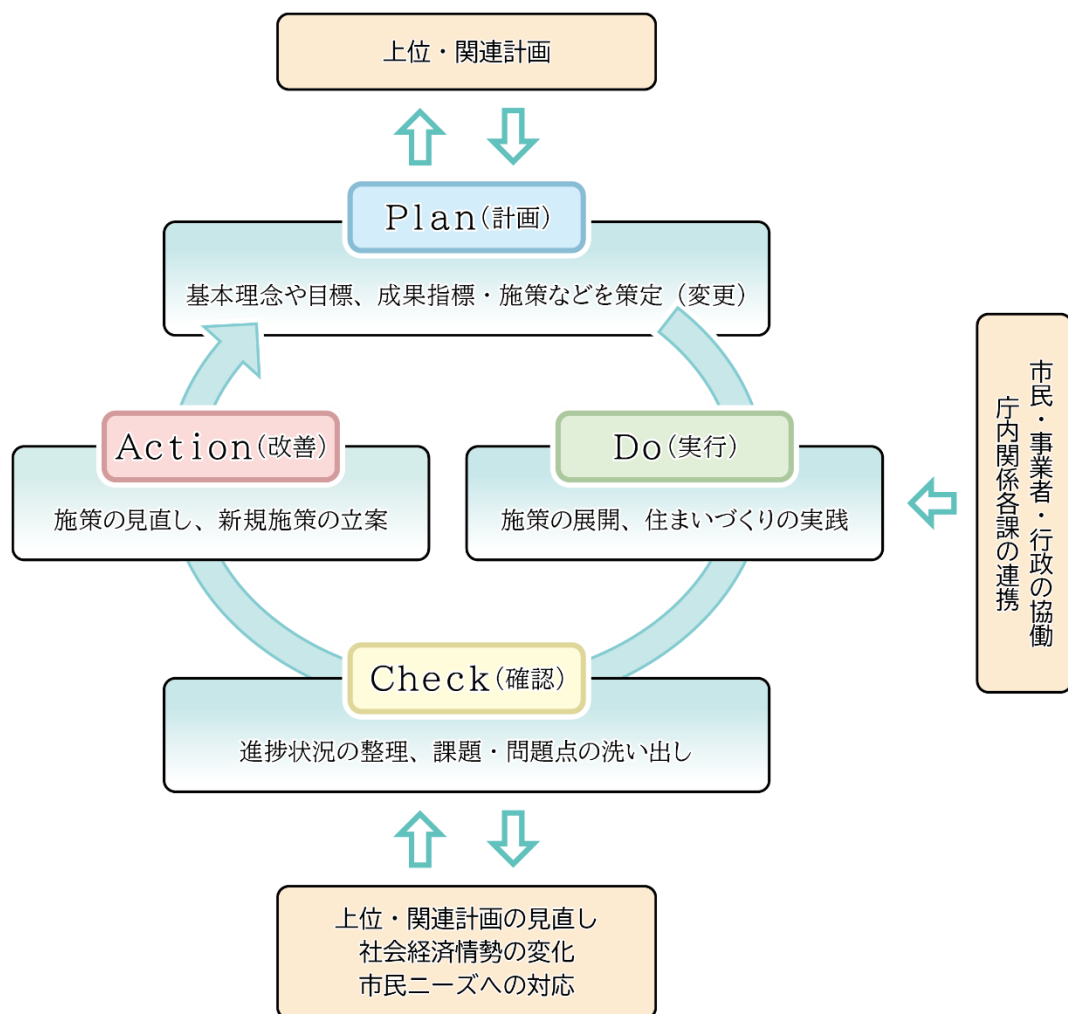 上位・関連計画
Plan(計画)
基本理念や目標、成果指標・施策などを策定（変更）
Action(改善)
施策の見直し、新規施策の立案
Do(実行)
施策の展開、住まいづくりの実践
市民・事業者・行政の協働
庁内関係各課の連携
Check(確認)
進捗状況の整理、課題・問題点の洗い出し
上位・関連計画の見直し
社会経済情勢の変化
市民ニーズへの対応